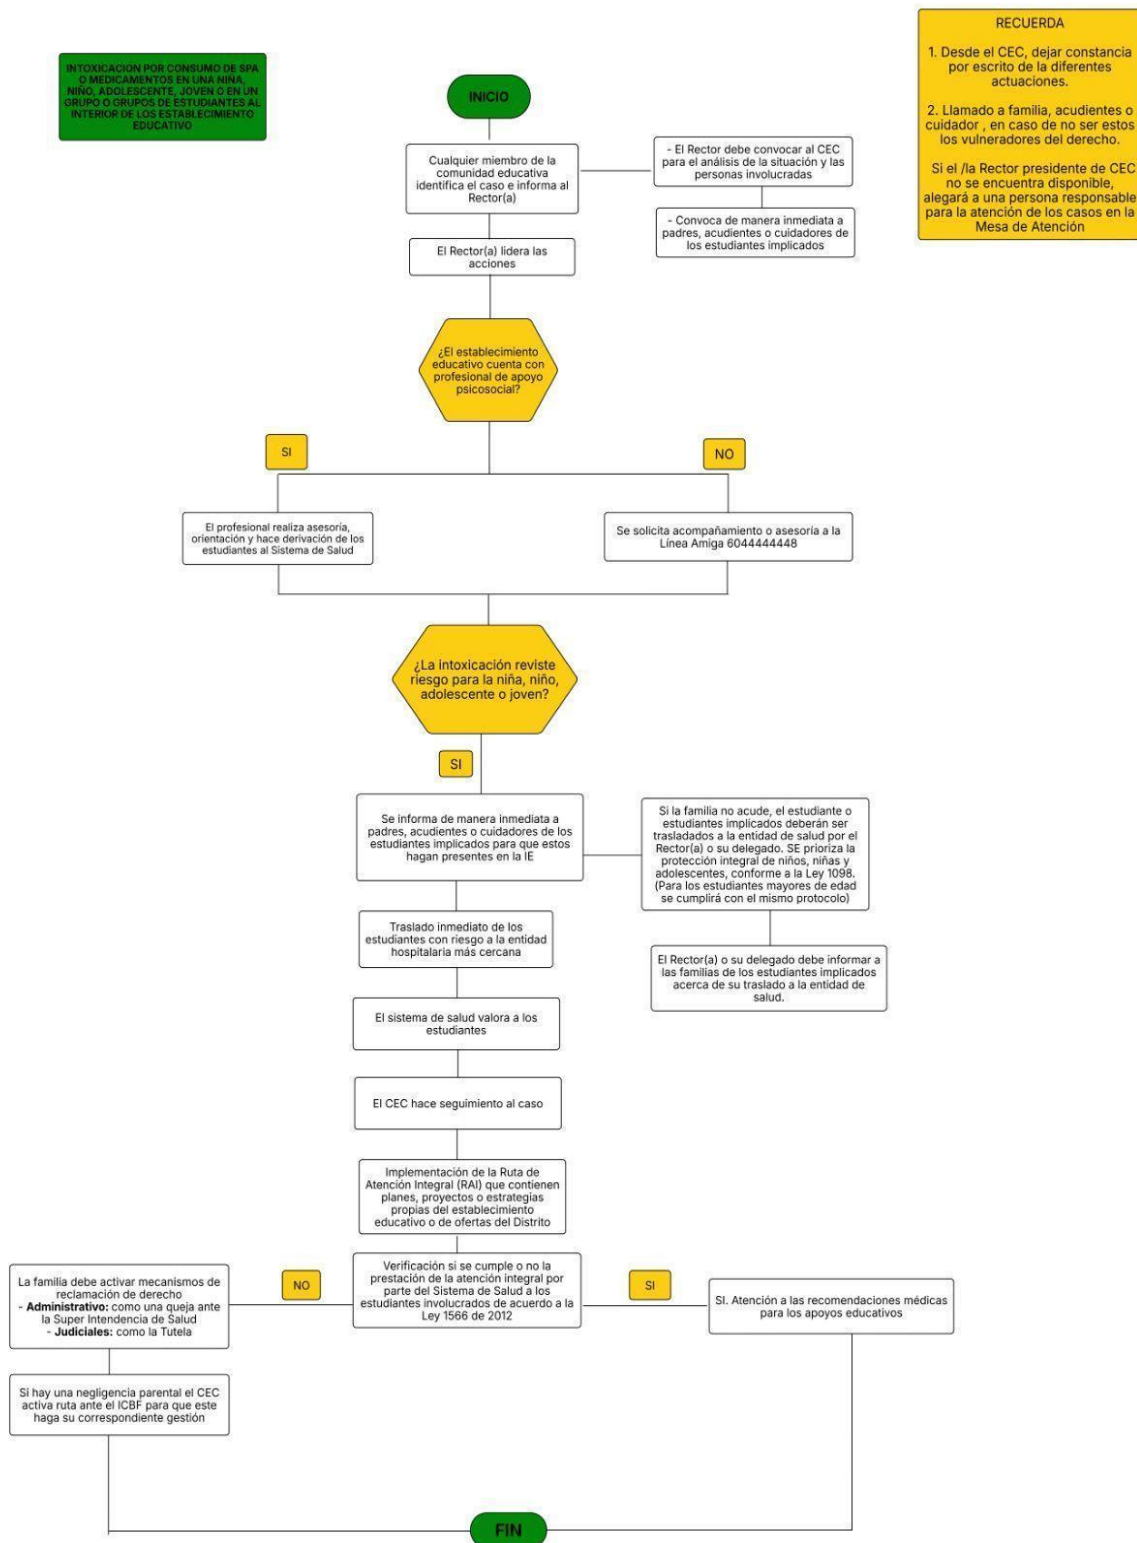 INTOXICACIÓN POR CONSUMO DE SPA
O MEDICAMENTOS EN UNA NIÑA,
NIÑO, ADOLESCENTE, JOVEN O EN UN
GRUPO O GRUPOS DE ESTUDIANTES AL
INTERIOR DE LOS ESTABLECIMIENTO
EDUCATIVO
RECUERDA
1. Desde el CEC, dejar constancia
por escrito de la diferentes
actuaciones.
2. Llamado a familia, acudientes o
cuidador , en caso de no ser estos
los vulneradores del derecho.
Si el /la Rector presidente de CEC
no se encuentra disponible,
alegará a una persona responsable
para la atención de los casos en la
Mesa de Atención
INICIO
Cualquier miembro de la
comunidad educativa
identifica el caso e informa al
Rector(a)
- El Rector debe convocar al CEC
para el análisis de la situación y las
personas involucradas
- Convoca de manera inmediata a
padres, acudientes o cuidadores de
los estudiantes implicados
El Rector(a) lidera las
acciones
¿El establecimiento
educativo cuenta con
profesional de apoyo
psicosocial?
SI
NO
El profesional realiza asesoría,
orientación y hace derivación de los
estudiantes al Sistema de Salud
Se solicita acompañamiento o asesoría a la
Línea Amiga 6044444448
¿La intoxicación reviste
riesgo para la niña, niño,
adolescente o joven?
SI
Se informa de manera inmediata a
padres, acudientes o cuidadores de los
estudiantes implicados para que estos
hagan presentes en la IE
Si la familia no acude, el estudiante o
estudiantes implicados deberán ser
trasladados a la entidad de salud por el
Rector(a) o su delegado. SE prioriza la
protección integral de niños, niñas y
adolescentes, conforme a la Ley 1098.
(Para los estudiantes mayores de edad
se cumplirá con el mismo protocolo)
Traslado inmediato de los
estudiantes con riesgo a la entidad
hospitalaria más cercana
El Rector(a) o su delegado debe informar a
las familias de los estudiantes implicados
acerca de su traslado a la entidad de
salud.
El sistema de salud valora a los
estudiantes
El CEC hace seguimiento al caso
Implementación de la Ruta de
Atención Integral (RAI) que contienen
planes, proyectos o estrategias
propias del establecimiento
educativo o de ofertas del Distrito
Verificación si se cumple o no la
prestación de la atención integral por
parte del Sistema de Salud a los
estudiantes involucrados de acuerdo a la
Ley 1566 de 2012
NO
SI
La familia debe activar mecanismos de
reclamación de derecho
- Administrativo: como una queja ante
la Super Intendencia de Salud
- Judiciales: como la Tutela
SI. Atención a las recomendaciones médicas
para los apoyos educativos
Si hay una negligencia parental el CEC
activa ruta ante el ICBF para que este
haga su correspondiente gestión
FIN